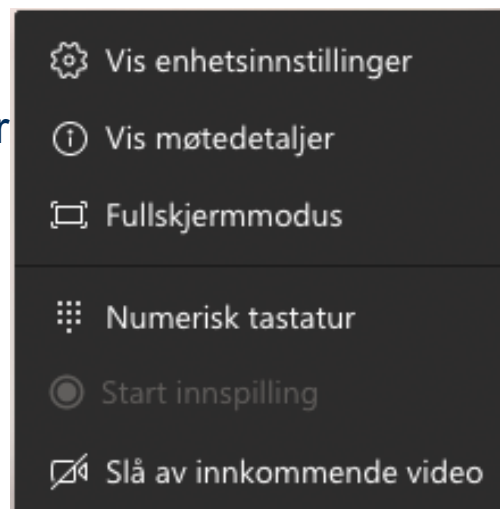 Vis enhetsinnstillinger
r
Vis møtedetaljer
Fullskjermmodus
Numerisk tastatur
Start innspilling
Slå av innkommende video